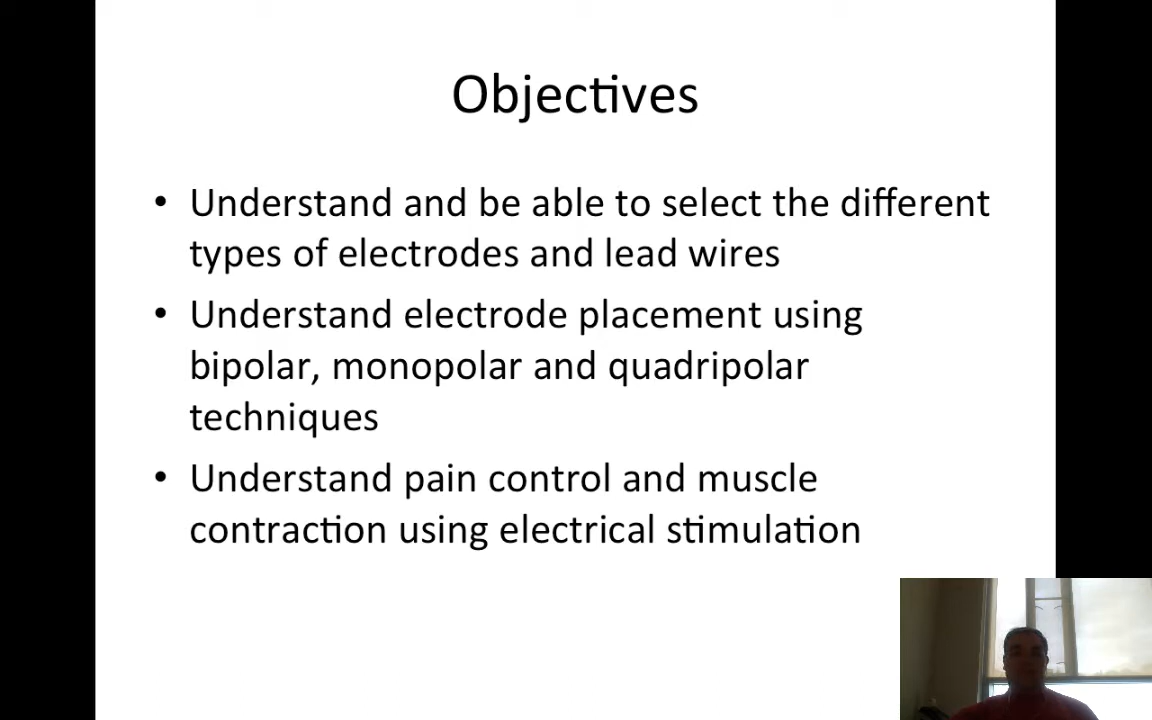 Objectives
• Understand and be able to select the different
types of electrodes and lead wires
• Understand electrode placement using
bipolar, monopolar and quadripolar
techniques
• Understand pain control and muscle
contraction using electrical stimulation